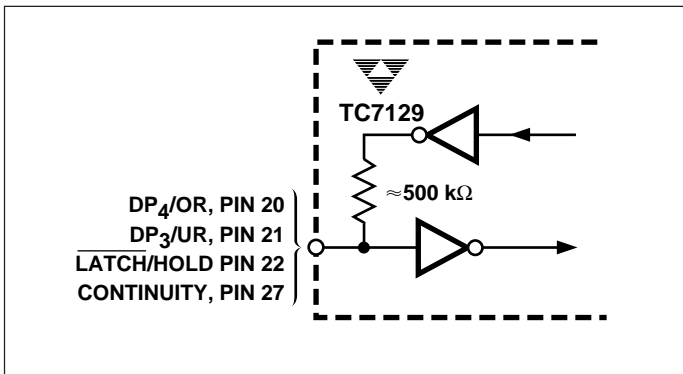 TC7129
≈500 kΩ
DP4/OR, PIN 20
DP3/UR, PIN 21
LATCH/HOLD PIN 22
CONTINUITY, PIN 27